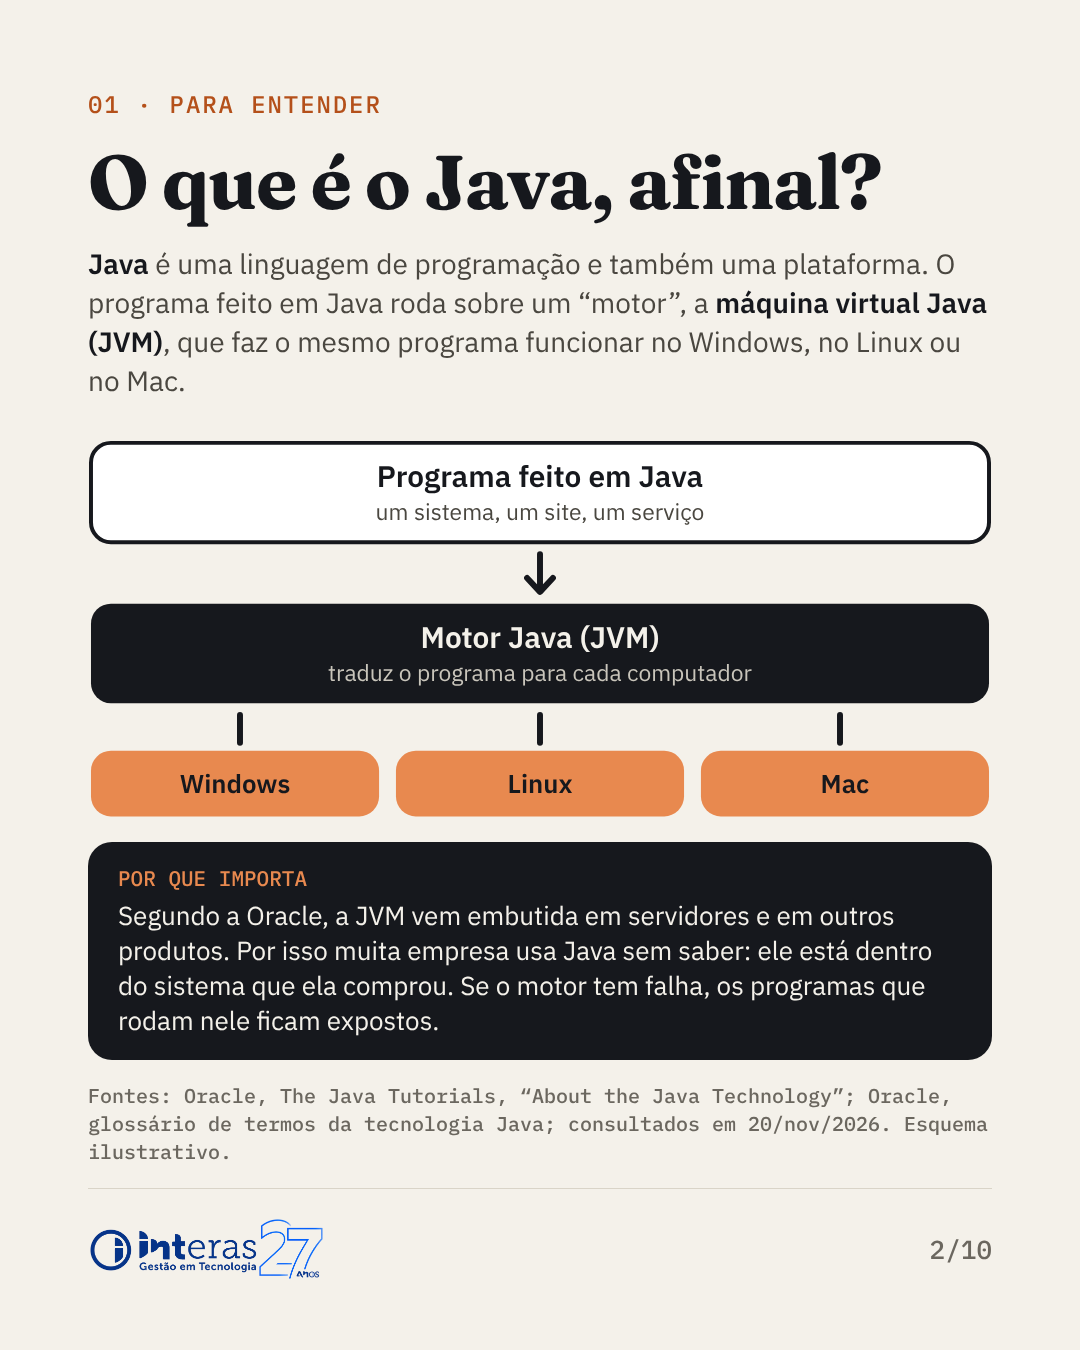 01 · PARA ENTENDER
O que é o Java, afinal?
Java é uma linguagem de programação e também uma plataforma. O
programa feito em Java roda sobre um “motor”, a máquina virtual Java
(JVM), que faz o mesmo programa funcionar no Windows, no Linux ou
no Mac.
Programa feito em Java
um sistema, um site, um serviço
Motor Java (JVM)
traduz o programa para cada computador
Windows
Linux
Mac
POR QUE IMPORTA
Segundo a Oracle, a JVM vem embutida em servidores e em outros
produtos. Por isso muita empresa usa Java sem saber: ele está dentro
do sistema que ela comprou. Se o motor tem falha, os programas que
rodam nele ficam expostos.
Fontes: Oracle, The Java Tutorials, “About the Java Technology”; Oracle,
glossário de termos da tecnologia Java; consultados em 20/nov/2026. Esquema
ilustrativo.
interas 27
Gestão em Tecnologia ANOS
2/10